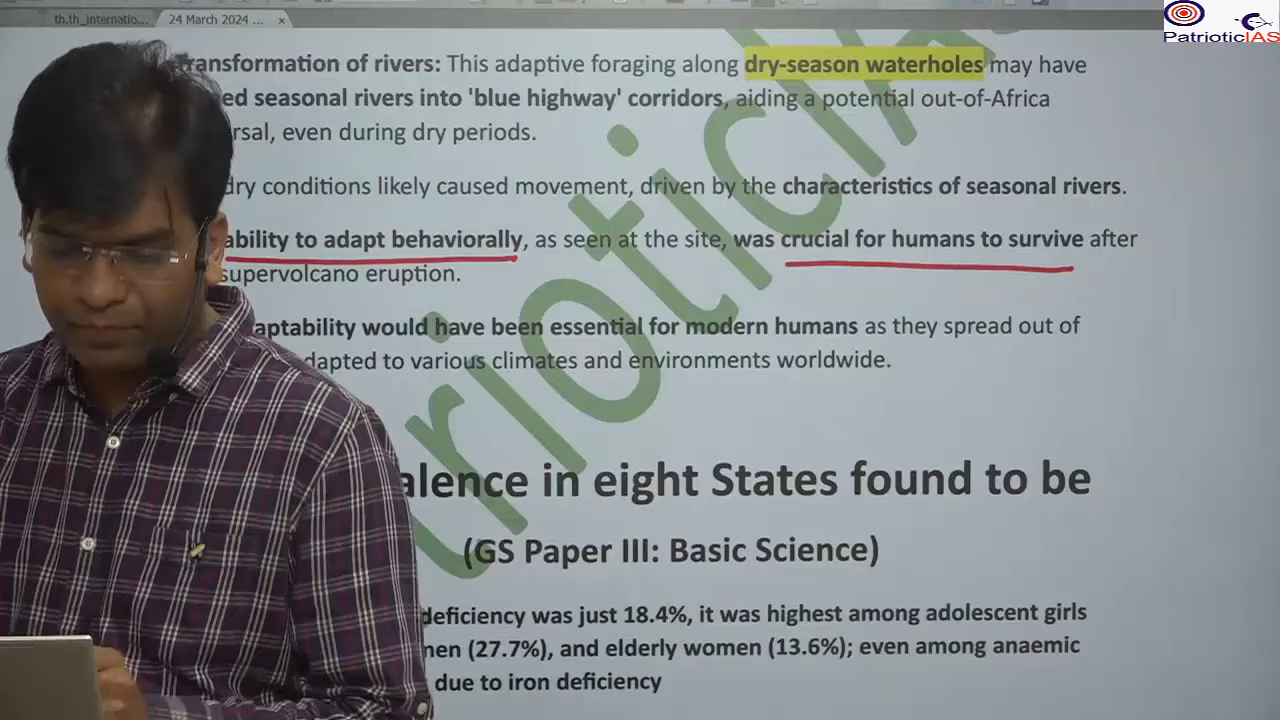 th.th_internatio...
24 March 2024 ...
PatrioticIAS
ransformation of rivers: This adaptive foraging along dry-season waterholes may have
ed seasonal rivers into 'blue highway' corridors, aiding a potential out-of-Africa
rsal, even during dry periods.
dry conditions likely caused movement, driven by the characteristics of seasonal rivers.
ability to adapt behaviorally, as seen at the site, was crucial for humans to survive after
supervolcano eruption.
aptability would have been essential for modern humans as they spread out of
dapted to various climates and environments worldwide.
alence in eight States found to be
(GS Paper III: Basic Science)
deficiency was just 18.4%, it was highest among adolescent girls
men (27.7%), and elderly women (13.6%); even among anaemic
due to iron deficiency